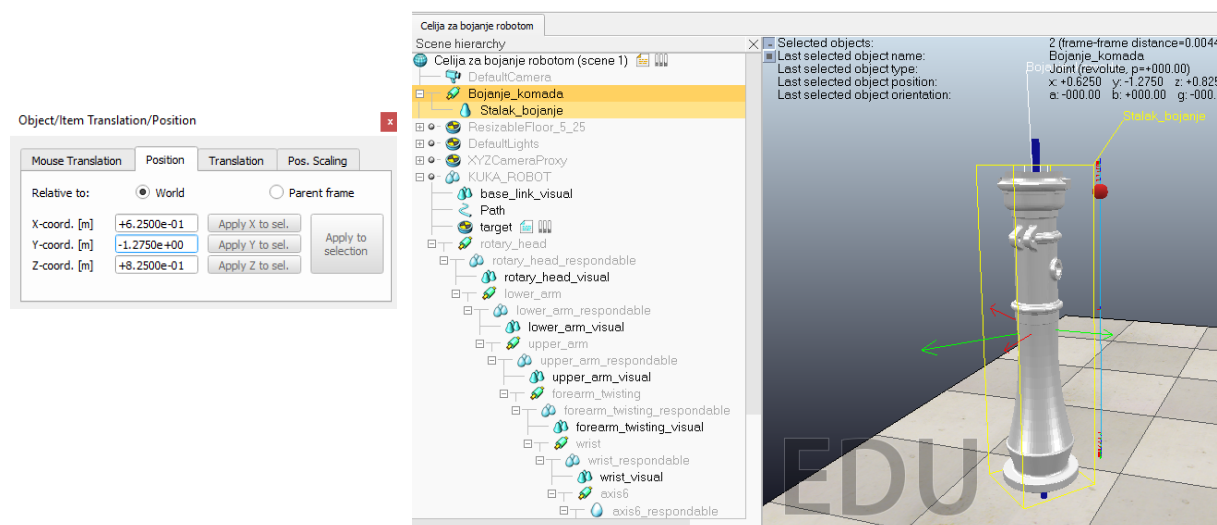 Object/Item Translation/Position
x
Mouse Translation
Position
Translation
Pos. Scaling
Relative to:
World
Parent frame
X-coord. [m]
+6.2500e-01
Apply X to sel.
Y-coord. [m]
-1.2750e+00
Apply Y to sel.
Z-coord. [m]
+8.2500e-01
Apply Z to sel.
Apply to
selection
Celija za bojanje robotom
Scene hierarchy
Celija za bojanje robotom (scene 1)
DefaultCamera
Bojanje_komada
Stalak_bojanje
ResizableFloor_5_25
DefaultLights
XYZCameraProxy
KUKA_ROBOT
base_link_visual
Path
target
rotary_head
rotary_head_respondable
rotary_head_visual
lower_arm
lower_arm_respondable
lower_arm_visual
upper_arm
upper_arm_respondable
upper_arm_visual
forearm_twisting
forearm_twisting_respondable
forearm_twisting_visual
wrist
wrist_respondable
wrist_visual
axis6
axis6_respondable
Selected objects: 2 (frame-frame distance=0.0044
Last selected object name: Bojanje_komada
Last selected object type: Joint (revolute, p=+000.00)
Last selected object position: x: +0.6250 y: -1.2750 z: +0.825
Last selected object orientation: a: -000.00 b: +000.00 g: -000.
Stalak_bojanje
EDU